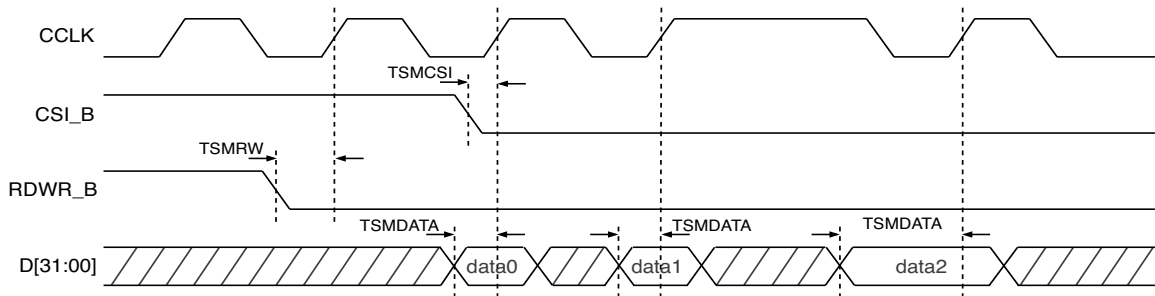 CCLK
TSMCSI
CSI_B
TSMRW
RDWR_B
TSMDATA TSMDATA TSMDATA
D[31:00] data0 data1 data2